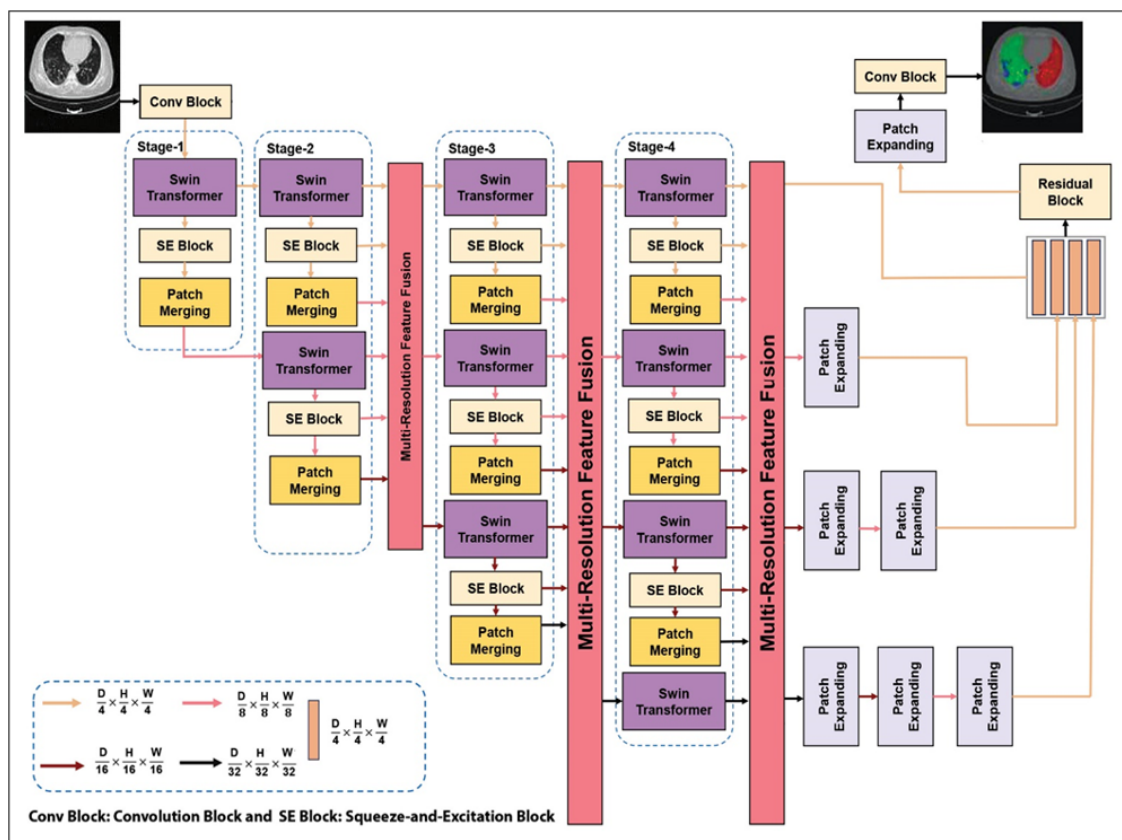 Conv Block
Stage-1
Swin
Transformer
SE Block
Patch
Merging
Stage-2
Swin
Transformer
SE Block
Patch
Merging
Swin
Transformer
SE Block
Patch
Merging
Multi-Resolution Feature Fusion
Stage-3
Swin
Transformer
SE Block
Patch
Merging
Swin
Transformer
SE Block
Patch
Merging
Swin
Transformer
SE Block
Patch
Merging
Multi-Resolution Feature Fusion
Stage-4
Swin
Transformer
SE Block
Patch
Merging
Swin
Transformer
SE Block
Patch
Merging
Swin
Transformer
SE Block
Patch
Merging
Swin
Transformer
Multi-Resolution Feature Fusion
Conv Block
Patch
Expanding
Residual
Block
Patch
Expanding
Patch
Expanding
Patch
Expanding
Patch
Expanding
Patch
Expanding
Patch
Expanding
D/4 × H/4 × W/4
D/8 × H/8 × W/8
D/4 × H/4 × W/4
D/16 × H/16 × W/16
D/32 × H/32 × W/32
Conv Block: Convolution Block and SE Block: Squeeze-and-Excitation Block